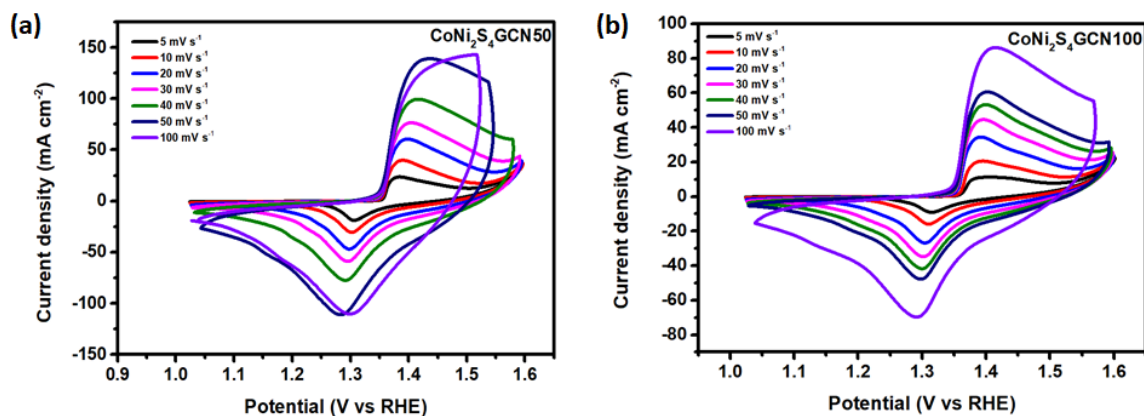 (a)
CoNi₂S₄GCN50
5 mV s⁻¹
10 mV s⁻¹
20 mV s⁻¹
30 mV s⁻¹
40 mV s⁻¹
50 mV s⁻¹
100 mV s⁻¹
Current density (mA cm⁻²)
150
100
50
0
-50
-100
-150
0.9 1.0 1.1 1.2 1.3 1.4 1.5 1.6
Potential (V vs RHE)
(b)
CoNi₂S₄GCN100
5 mV s⁻¹
10 mV s⁻¹
20 mV s⁻¹
30 mV s⁻¹
40 mV s⁻¹
50 mV s⁻¹
100 mV s⁻¹
Current density (mA cm⁻²)
100
80
60
40
20
0
-20
-40
-60
-80
1.0 1.1 1.2 1.3 1.4 1.5 1.6
Potential (V vs RHE)